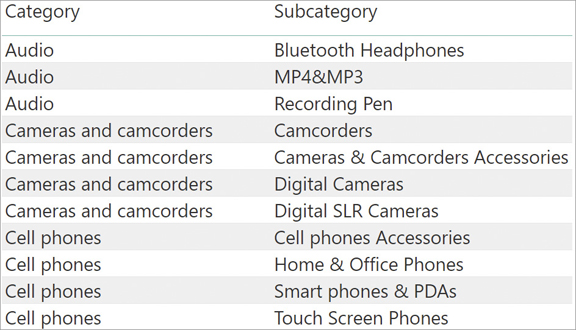 Category Subcategory
Audio Bluetooth Headphones
Audio MP4&MP3
Audio Recording Pen
Cameras and camcorders Camcorders
Cameras and camcorders Cameras & Camcorders Accessories
Cameras and camcorders Digital Cameras
Cameras and camcorders Digital SLR Cameras
Cell phones Cell phones Accessories
Cell phones Home & Office Phones
Cell phones Smart phones & PDAs
Cell phones Touch Screen Phones